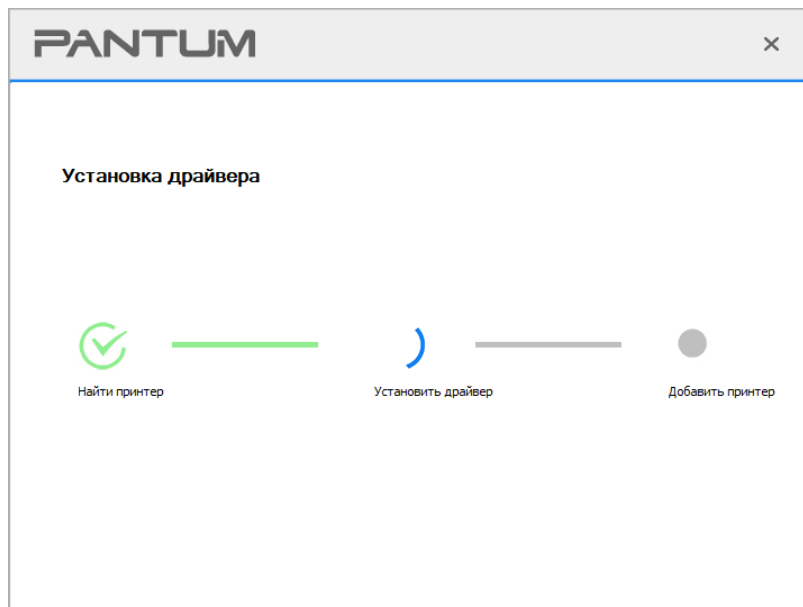 PANTUM
Установка драйвера
Найти принтер
Установить драйвер
Добавить принтер